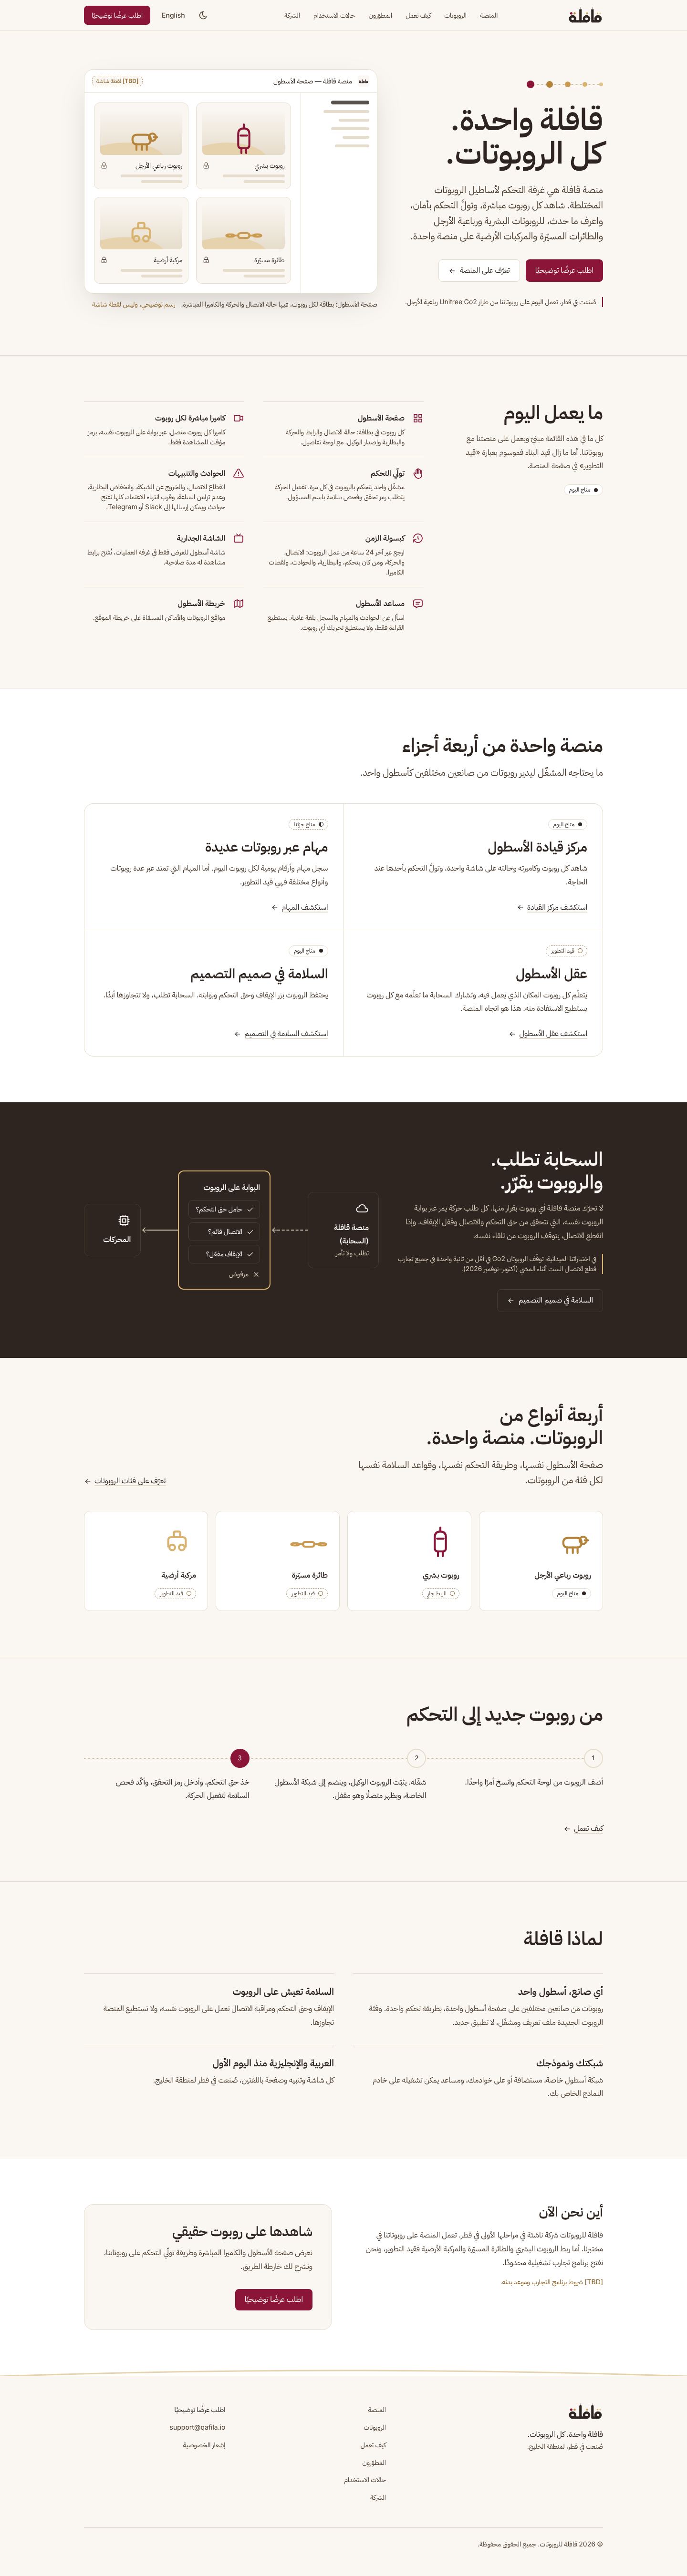 قافلة
المنصة
الروبوتات
كيف تعمل
المطوّرون
حالات الاستخدام
الشركة
English
اطلب عرضًا توضيحيًا
قافلة واحدة.
كل الروبوتات.
منصة قافلة هي غرفة التحكم لأساطيل الروبوتات
المختلطة. شاهد كل روبوت مباشرة، وتولَّ التحكم بأمان،
واعرف ما حدث، للروبوتات البشرية ورباعية الأرجل
والطائرات المسيّرة والمركبات الأرضية على منصة واحدة.
اطلب عرضًا توضيحيًا
تعرّف على المنصة
صُنعت في قطر. تعمل اليوم على روبوتاتنا من طراز Unitree Go2 رباعية الأرجل.
منصة قافلة — صفحة الأسطول
[TBD] لقطة شاشة
روبوت بشري
روبوت رباعي الأرجل
طائرة مسيّرة
مركبة أرضية
صفحة الأسطول: بطاقة لكل روبوت، فيها حالة الاتصال والحركة والكاميرا المباشرة.
رسم توضيحي، وليس لقطة شاشة
ما يعمل اليوم
كل ما في هذه القائمة مبنيّ ويعمل على منصتنا مع
روبوتاتنا. أما ما زال قيد البناء فموسوم بعبارة «قيد
التطوير» في صفحة المنصة.
متاح اليوم
صفحة الأسطول
كل روبوت في بطاقة: حالة الاتصال والرابط والحركة
والبطارية وإصدار الوكيل، مع لوحة تفاصيل.
كاميرا مباشرة لكل روبوت
كاميرا كل روبوت متصل، عبر بوابة على الروبوت نفسه، برمز
مؤقت للمشاهدة فقط.
تولّي التحكم
مشغّل واحد يتحكم بالروبوت في كل مرة. تفعيل الحركة
يتطلب رمز تحقق وفحص سلامة باسم المسؤول.
الحوادث والتنبيهات
انقطاع الاتصال، والخروج عن الشبكة، وانخفاض البطارية،
وعدم تزامن الساعة، وقرب انتهاء الاعتماد، كلها تفتح
حوادث ويمكن إرسالها إلى Slack أو Telegram.
كبسولة الزمن
ارجع عبر آخر 24 ساعة من عمل الروبوت: الاتصال،
والحركة، ومن كان يتحكم، والبطارية، والحوادث، ولقطات
الكاميرا.
الشاشة الجدارية
شاشة أسطول للعرض فقط في غرفة العمليات، تُفتح برابط
مشاهدة له مدة صلاحية.
مساعد الأسطول
اسأل عن الحوادث والمهام والسجل بلغة عادية. يستطيع
القراءة فقط، ولا يستطيع تحريك أي روبوت.
خريطة الأسطول
مواقع الروبوتات والأماكن المسمّاة على خريطة الموقع.
منصة واحدة من أربعة أجزاء
ما يحتاجه المشغّل ليدير روبوتات من صانعين مختلفين كأسطول واحد.
متاح اليوم
مركز قيادة الأسطول
شاهد كل روبوت وكاميرته وحالته على شاشة واحدة، وتولَّ التحكم بأحدها عند
الحاجة.
استكشف مركز القيادة
متاح جزئيًا
مهام عبر روبوتات عديدة
سجل مهام وأرقام يومية لكل روبوت اليوم. أما المهام التي تمتد عبر عدة روبوتات
وأنواع مختلفة فهي قيد التطوير.
استكشف المهام
قيد التطوير
عقل الأسطول
يتعلّم كل روبوت المكان الذي يعمل فيه، وتشارك السحابة ما تعلّمه مع كل روبوت
يستطيع الاستفادة منه. هذا هو اتجاه المنصة.
استكشف عقل الأسطول
متاح اليوم
السلامة في صميم التصميم
يحتفظ الروبوت بزر الإيقاف وحق التحكم وبوابته. السحابة تطلب، ولا تتجاوزها أبدًا.
استكشف السلامة في التصميم
السحابة تطلب.
والروبوت يقرّر.
لا تحرّك منصة قافلة أي روبوت بقرار منها. كل طلب حركة يمر عبر بوابة
الروبوت نفسه، التي تتحقق من حق التحكم والاتصال وقفل الإيقاف. وإذا
انقطع الاتصال، يتوقف الروبوت من تلقاء نفسه.
في اختباراتنا الميدانية، توقّف الروبوتان Go2 في أقل من ثانية واحدة في جميع تجارب
قطع الاتصال الست أثناء المشي (أكتوبر–نوفمبر 2026).
السلامة في صميم التصميم
منصة قافلة
(السحابة)
تطلب ولا تأمر
البوابة على الروبوت
حامل حق التحكم؟
الاتصال قائم؟
الإيقاف مفعّل؟
مرفوض
المحركات
أربعة أنواع من
الروبوتات. منصة واحدة.
صفحة الأسطول نفسها، وطريقة التحكم نفسها، وقواعد السلامة نفسها
لكل فئة من الروبوتات.
تعرّف على فئات الروبوتات
روبوت رباعي الأرجل
متاح اليوم
روبوت بشري
الربط جارٍ
طائرة مسيّرة
قيد التطوير
مركبة أرضية
قيد التطوير
من روبوت جديد إلى التحكم
1
أضف الروبوت من لوحة التحكم وانسخ أمرًا واحدًا.
2
شغّله. يثبّت الروبوت الوكيل، وينضم إلى شبكة الأسطول
الخاصة، ويظهر متصلًا وهو مقفل.
3
خذ حق التحكم، وأدخل رمز التحقق، وأكّد فحص
السلامة لتفعيل الحركة.
كيف تعمل
لماذا قافلة
أي صانع، أسطول واحد
روبوتات من صانعين مختلفين على صفحة أسطول واحدة، بطريقة تحكم واحدة. وفئة
الروبوت الجديدة ملف تعريف ومشغّل، لا تطبيق جديد.
السلامة تعيش على الروبوت
الإيقاف وحق التحكم ومراقبة الاتصال تعمل على الروبوت نفسه، ولا تستطيع المنصة
تجاوزها.
شبكتك ونموذجك
شبكة أسطول خاصة، مستضافة أو على خوادمك، ومساعد يمكن تشغيله على خادم
النماذج الخاص بك.
العربية والإنجليزية منذ اليوم الأول
كل شاشة وتنبيه وصفحة باللغتين، صُنعت في قطر لمنطقة الخليج.
أين نحن الآن
قافلة للروبوتات شركة ناشئة في مراحلها الأولى في قطر. تعمل المنصة على روبوتاتنا في
مختبرنا. أما ربط الروبوت البشري والطائرة المسيّرة والمركبة الأرضية فقيد التطوير، ونحن
نفتح برنامج تجارب تشغيلية محدودًا.
[TBD] شروط برنامج التجارب وموعد بدئه.
شاهدها على روبوت حقيقي
نعرض صفحة الأسطول والكاميرا المباشرة وطريقة تولّي التحكم على روبوتاتنا،
ونشرح لك خارطة الطريق.
اطلب عرضًا توضيحيًا
قافلة
قافلة واحدة. كل الروبوتات.
صُنعت في قطر، لمنطقة الخليج.
المنصة
الروبوتات
كيف تعمل
المطوّرون
حالات الاستخدام
الشركة
اطلب عرضًا توضيحيًا
support@qafila.io
إشعار الخصوصية
© 2026 قافلة للروبوتات. جميع الحقوق محفوظة.